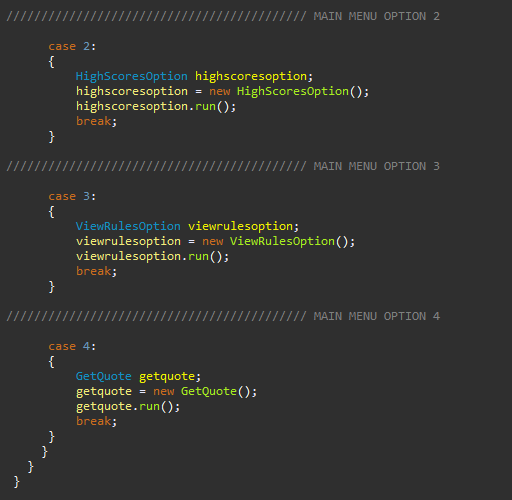 /////////////////////////////////////////// MAIN MENU OPTION 2
case 2:
{
HighScoresOption highscoresoption;
highscoresoption = new HighScoresOption();
highscoresoption.run();
break;
}
/////////////////////////////////////////// MAIN MENU OPTION 3
case 3:
{
ViewRulesOption viewrulesoption;
viewrulesoption = new ViewRulesOption();
viewrulesoption.run();
break;
}
/////////////////////////////////////////// MAIN MENU OPTION 4
case 4:
{
GetQuote getquote;
getquote = new GetQuote();
getquote.run();
break;
}
}
}
}